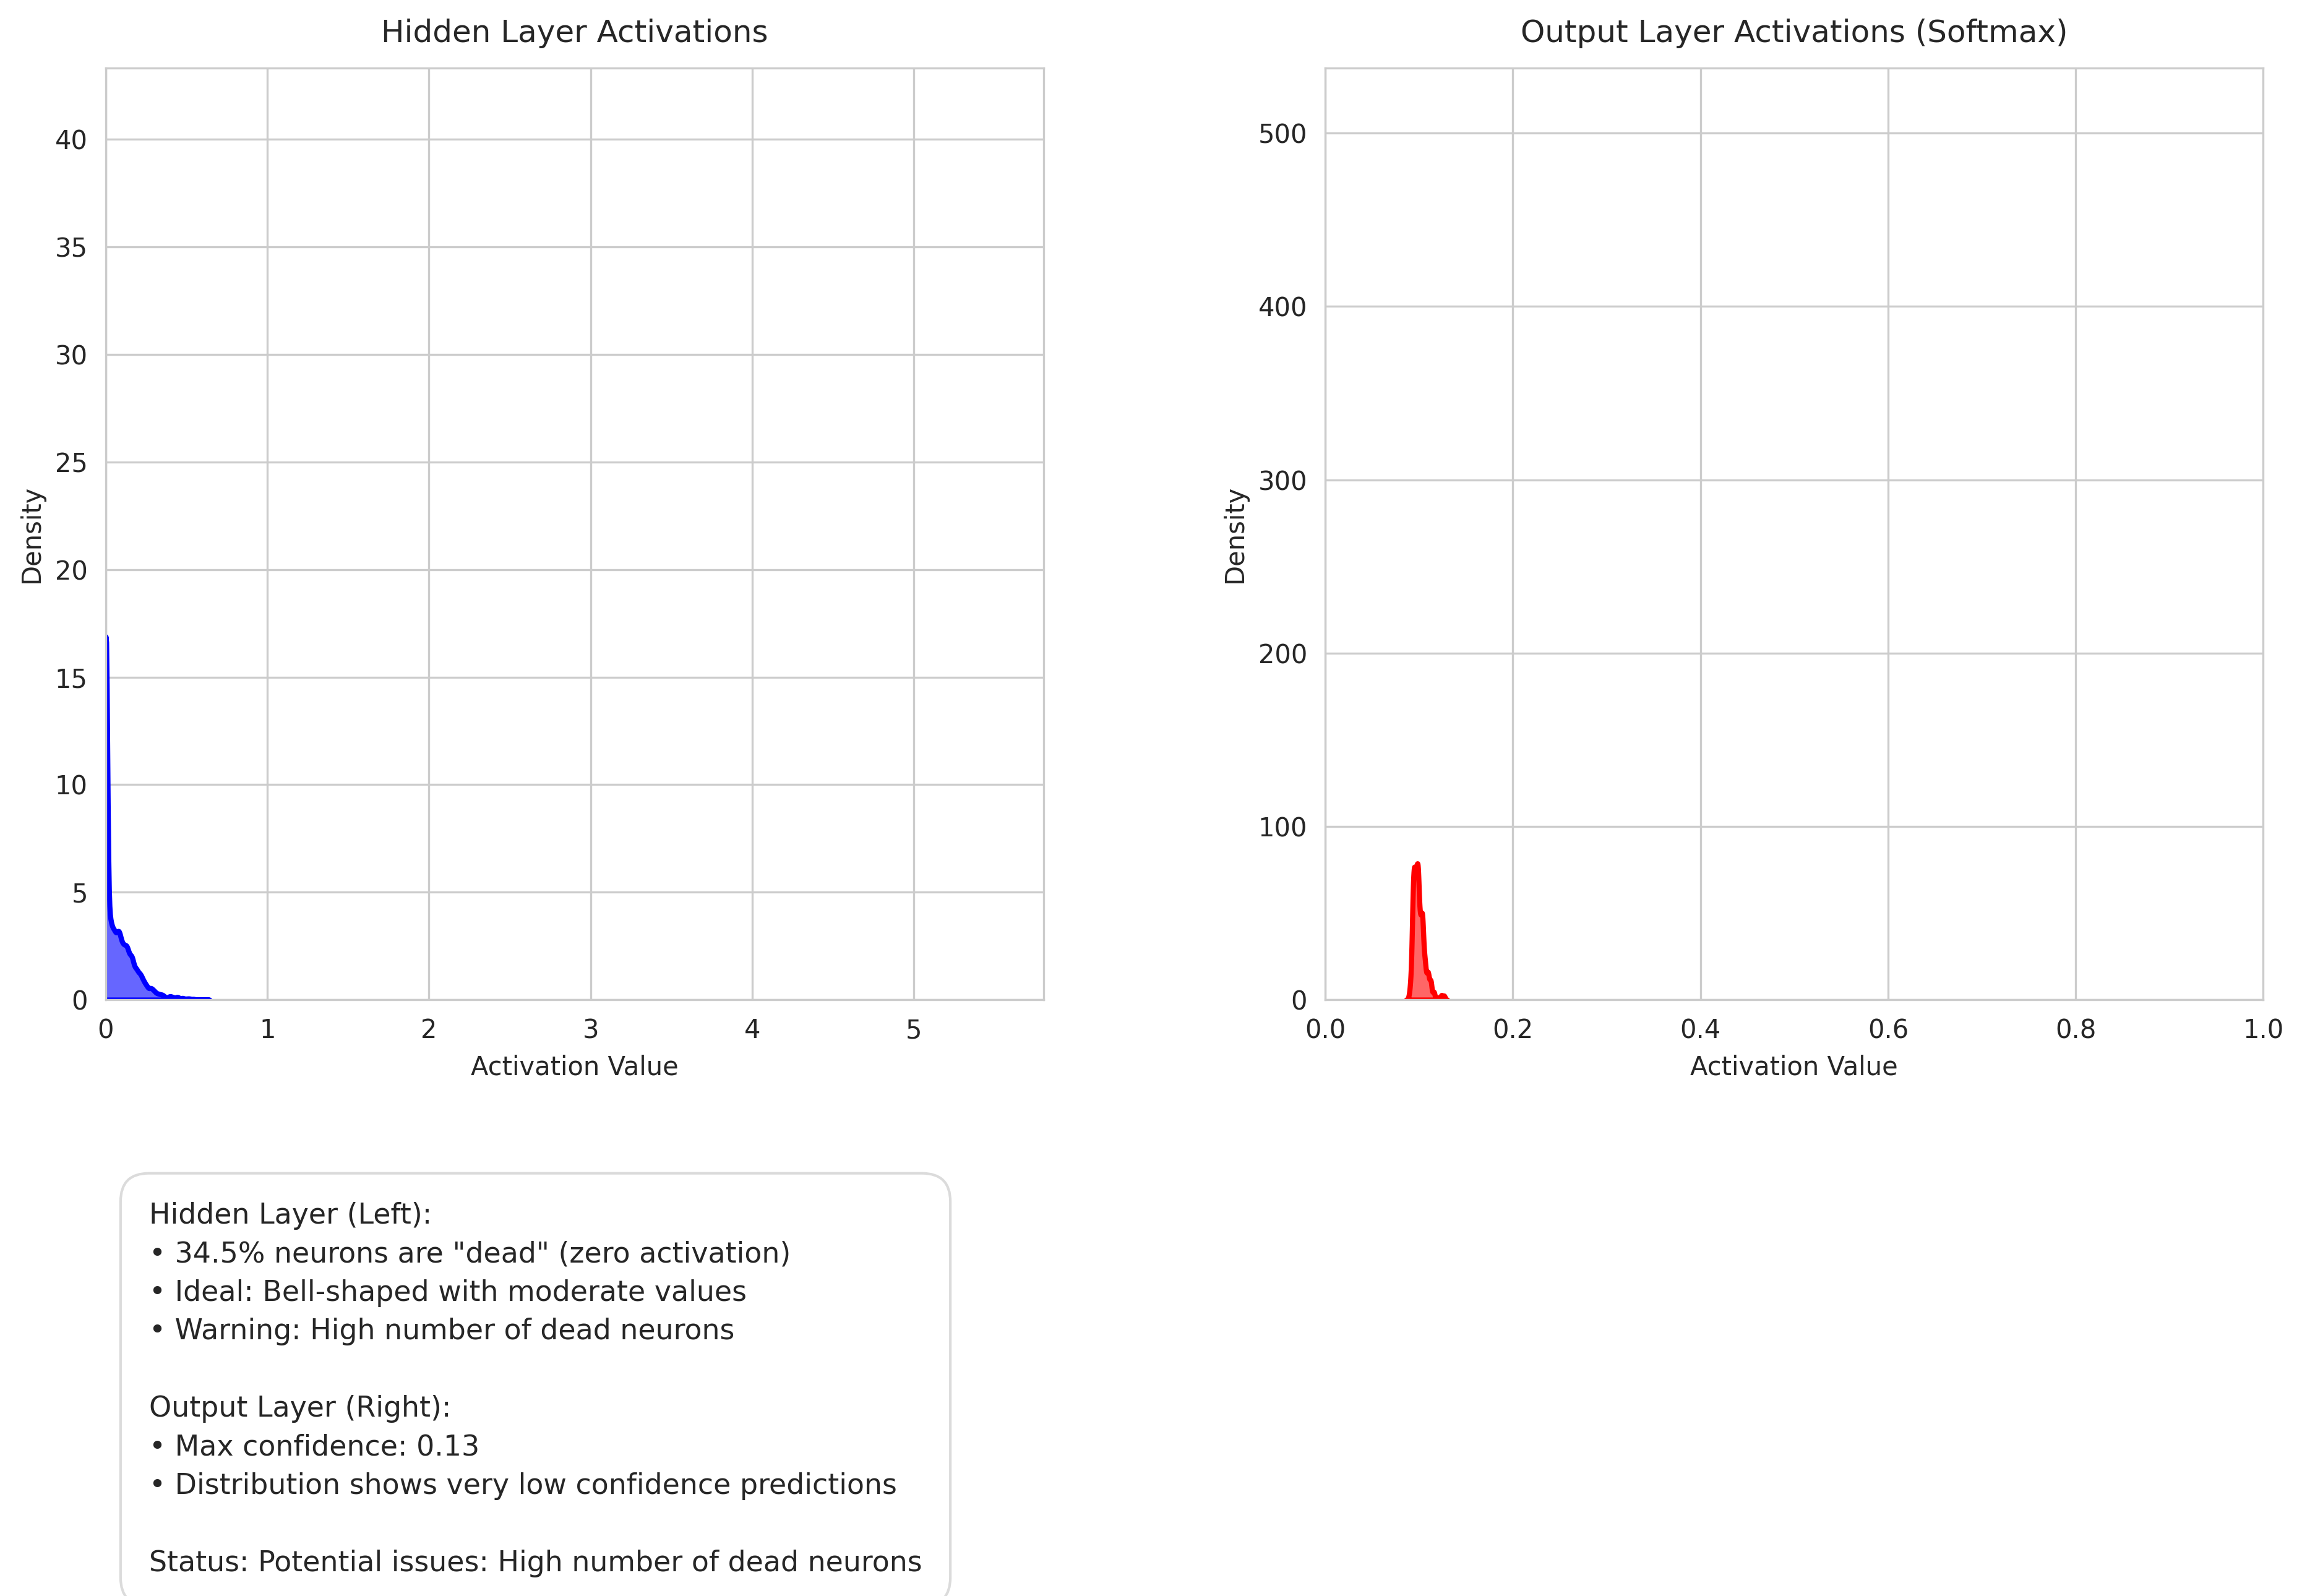 Hidden Layer Activations
40
35
30
25
20
15
10
5
0
Density
0 1 2 3 4 5
Activation Value
Output Layer Activations (Softmax)
500
400
300
200
100
0
Density
0.0 0.2 0.4 0.6 0.8 1.0
Activation Value
Hidden Layer (Left):
• 34.5% neurons are "dead" (zero activation)
• Ideal: Bell-shaped with moderate values
• Warning: High number of dead neurons
Output Layer (Right):
• Max confidence: 0.13
• Distribution shows very low confidence predictions
Status: Potential issues: High number of dead neurons